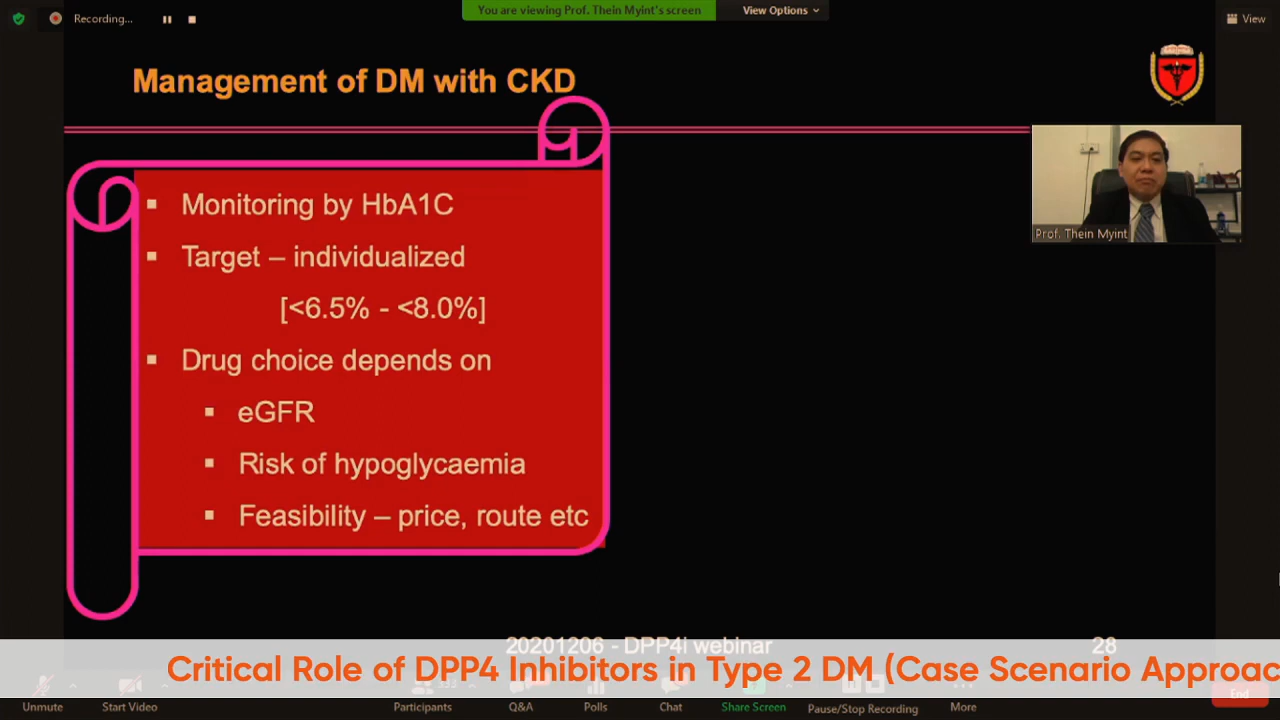 Recording...
You are viewing Prof. Thein Myint's screen
View Options
View
Management of DM with CKD
Monitoring by HbA1C
Target – individualized
[<6.5% - <8.0%]
Drug choice depends on
eGFR
Risk of hypoglycaemia
Feasibility – price, route etc
Prof. Thein Myint
20201206 - DPP4i webinar
28
Critical Role of DPP4 Inhibitors in Type 2 DM (Case Scenario Approac
Unmute
Start Video
Participants
Q&A
Polls
Chat
Share Screen
Pause/Stop Recording
More
End